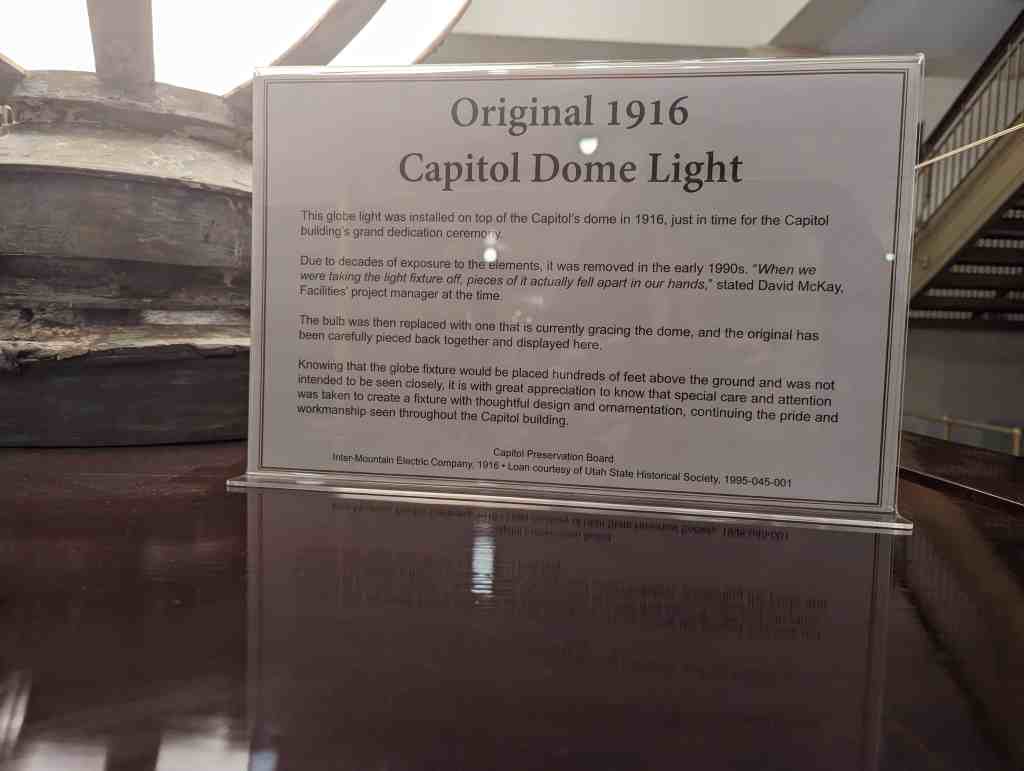 Original 1916
Capitol Dome Light
This globe light was installed on top of the Capitol's dome in 1916, just in time for the Capitol
building's grand dedication ceremony.
Due to decades of exposure to the elements, it was removed in the early 1990s. "When we
were taking the light fixture off, pieces of it actually fell apart in our hands," stated David McKay,
Facilities' project manager at the time.
The bulb was then replaced with one that is currently gracing the dome, and the original has
been carefully pieced back together and displayed here.
Knowing that the globe fixture would be placed hundreds of feet above the ground and was not
intended to be seen closely, it is with great appreciation to know that special care and attention
was taken to create a fixture with thoughtful design and ornamentation, continuing the pride and
workmanship seen throughout the Capitol building.
Capitol Preservation Board
Inter-Mountain Electric Company, 1916 • Loan courtesy of Utah State Historical Society, 1995-045-001